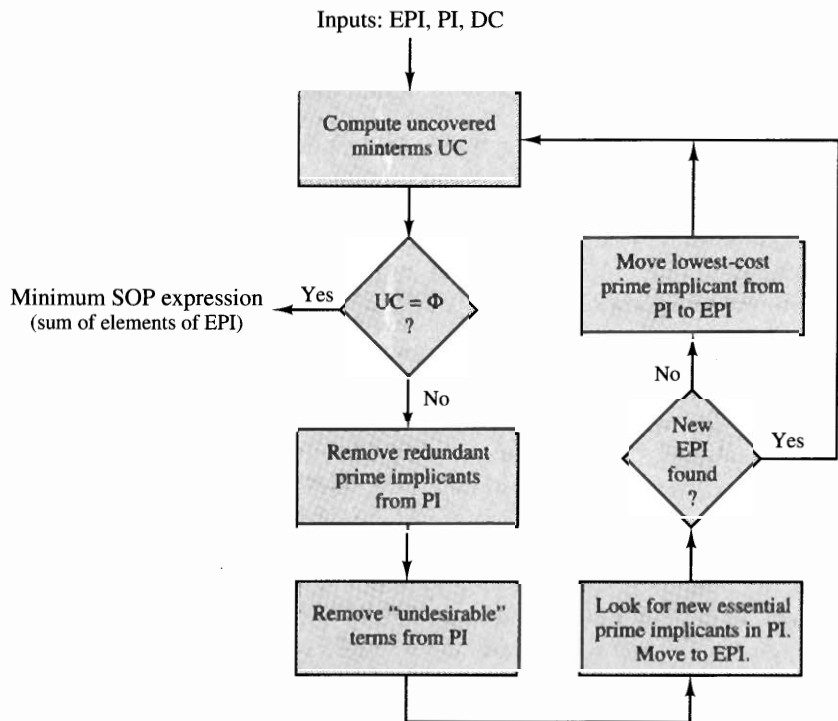 Inputs: EPI, PI, DC
Compute uncovered
minterms UC
UC = Φ
?
Yes
Minimum SOP expression
(sum of elements of EPI)
No
Remove redundant
prime implicants
from PI
Remove “undesirable”
terms from PI
Look for new essential
prime implicants in PI.
Move to EPI.
New
EPI
found
?
Yes
No
Move lowest-cost
prime implicant from
PI to EPI